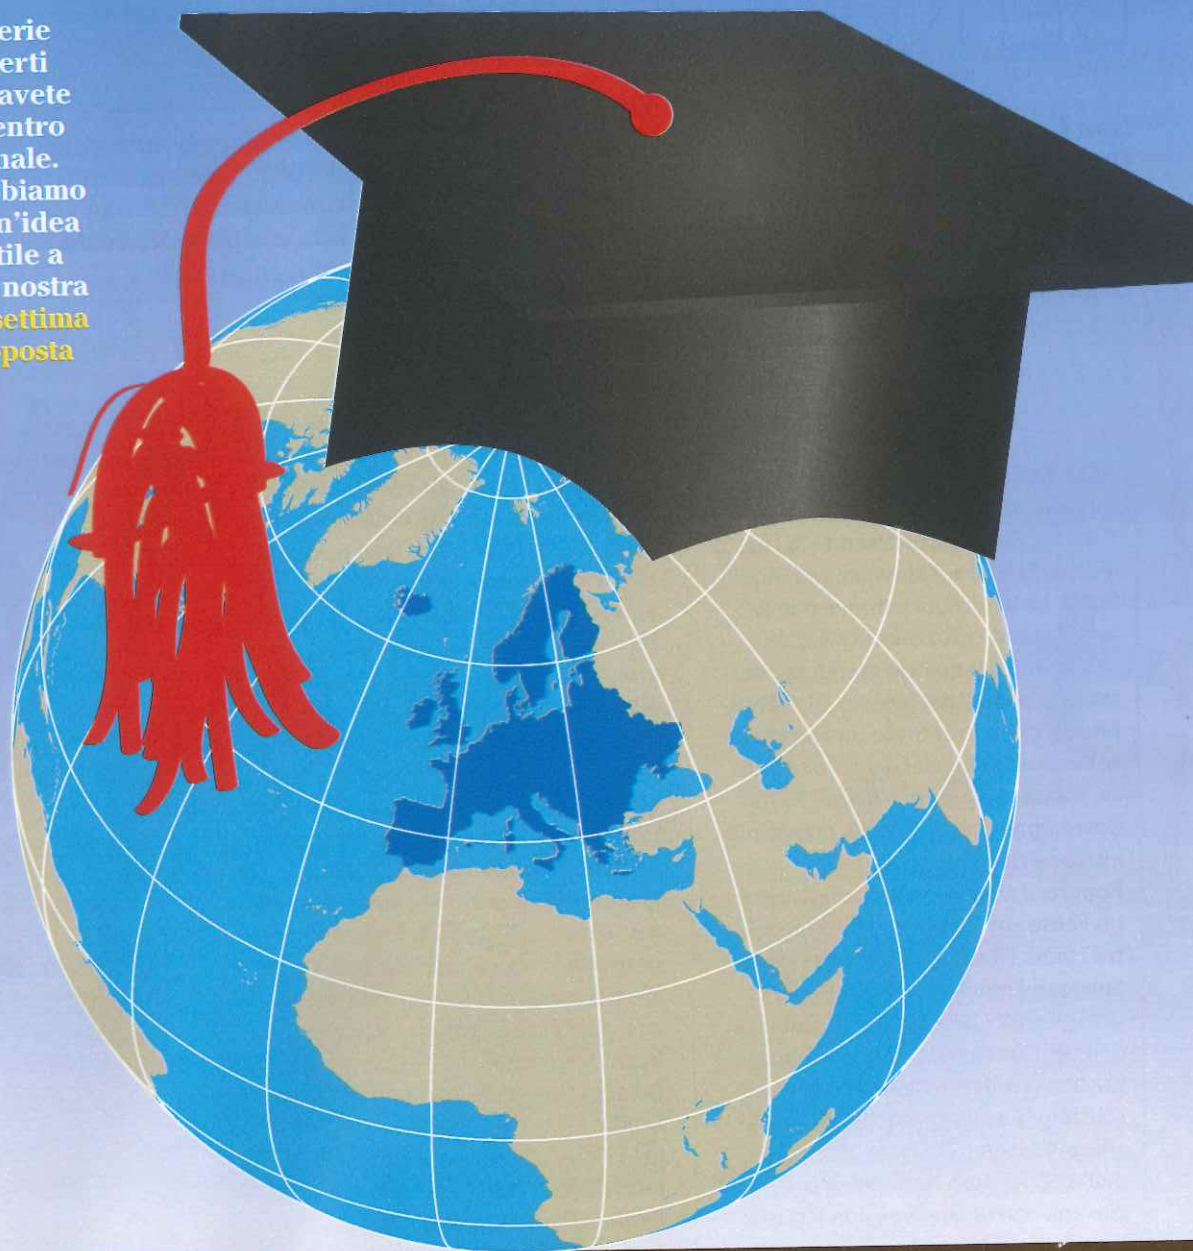 erie
erti
avete
entro
nale.
biamo
n'idea
tile a
nostra
settima
posta